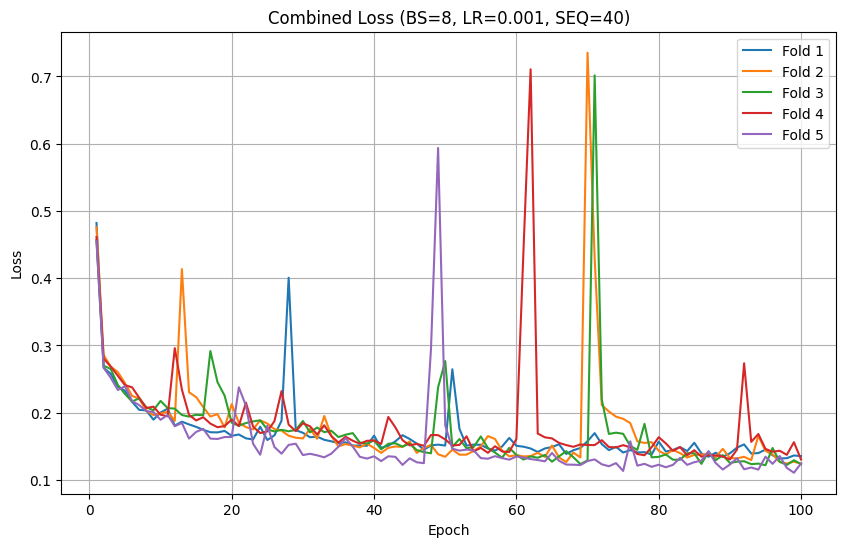 Combined Loss (BS=8, LR=0.001, SEQ=40)
Fold 1
Fold 2
Fold 3
Fold 4
Fold 5
Loss
0.7
0.6
0.5
0.4
0.3
0.2
0.1
0 20 40 60 80 100
Epoch